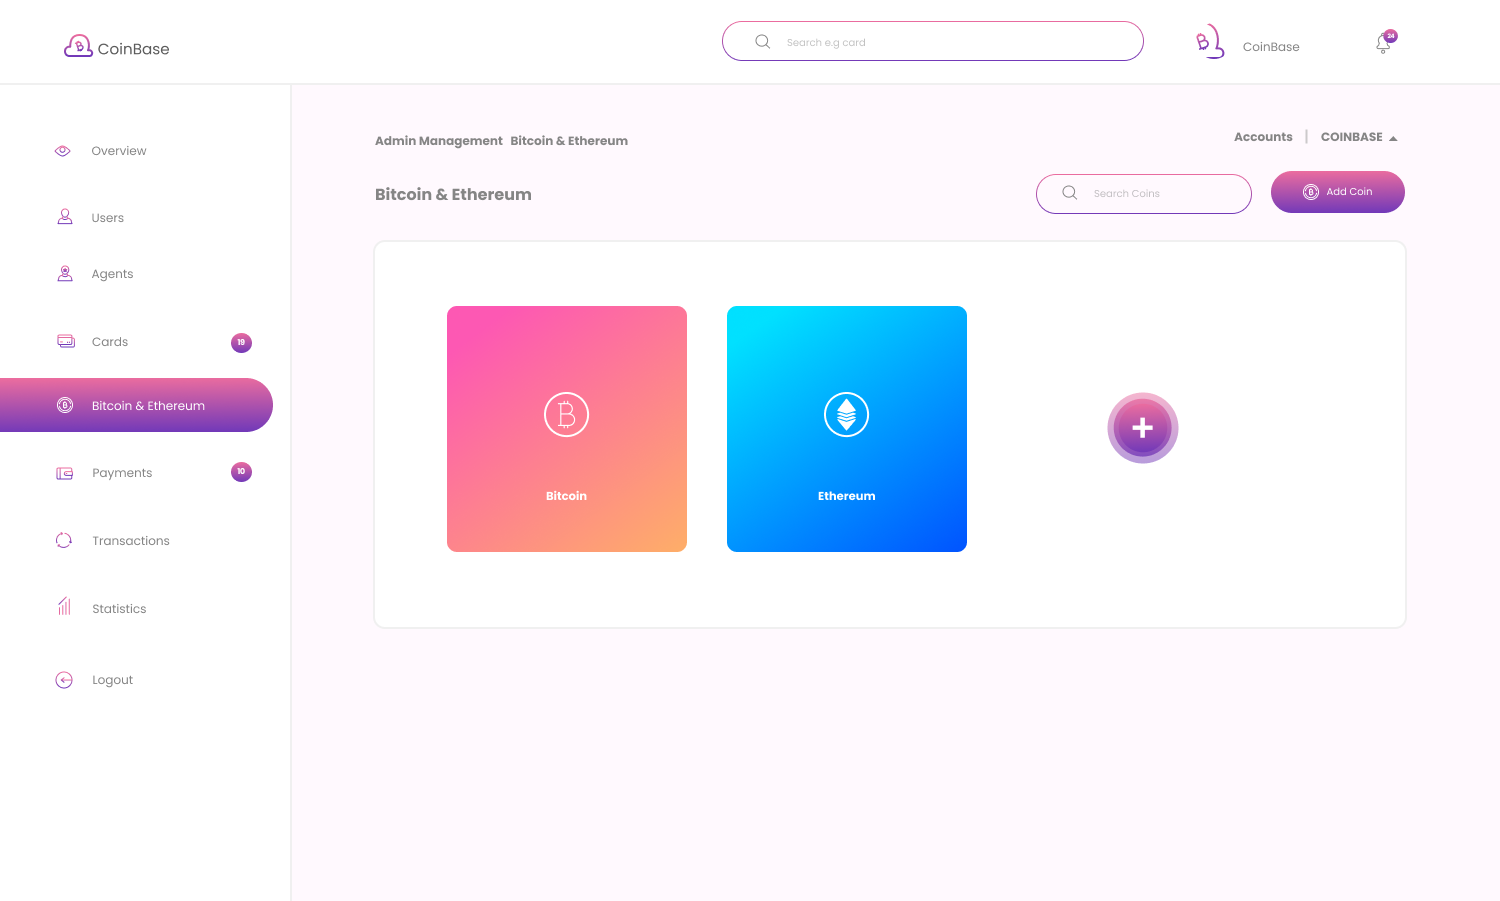 CoinBase
Search e.g card
CoinBase
24
Overview
Users
Agents
Cards
19
Bitcoin & Ethereum
Payments
10
Transactions
Statistics
Logout
Admin Management Bitcoin & Ethereum
Accounts | COINBASE
Bitcoin & Ethereum
Search Coins
Add Coin
Bitcoin
Ethereum